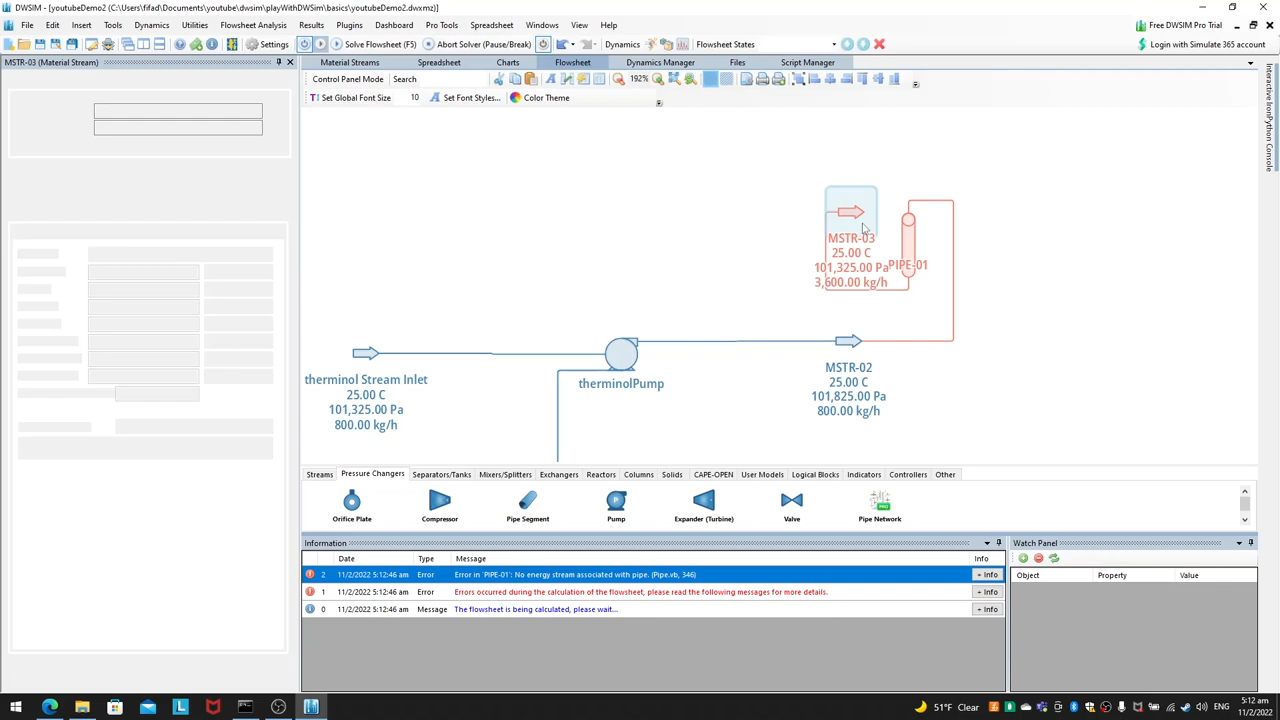 DWSIM - [youtubeDemo2 (C:\Users\fifad\Documents\youtube\dwsim\playWithDWSim\basics\youtubeDemo2.dwxmz)]
File Edit Insert Tools Dynamics Utilities Flowsheet Analysis Results Plugins Dashboard Pro Tools Spreadsheet Windows View Help Free DWSIM Pro Trial
Settings Solve Flowsheet (F5) Abort Solver (Pause/Break) Dynamics Flowsheet States Login with Simulate 365 account
MSTR-03 (Material Stream) Material Streams Spreadsheet Charts Flowsheet Dynamics Manager Files Script Manager
Control Panel Mode Search 192%
Set Global Font Size 10 Set Font Styles... Color Theme
Interactive IronPython Console
MSTR-03
25.00 C
101,325.00 Pa
3,600.00 kg/h
PIPE-01
therminol Stream Inlet
25.00 C
101,325.00 Pa
800.00 kg/h
therminolPump
MSTR-02
25.00 C
101,825.00 Pa
800.00 kg/h
Streams Pressure Changers Separators/Tanks Mixers/Splitters Exchangers Reactors Columns Solids CAPE-OPEN User Models Logical Blocks Indicators Controllers Other
P
PRO
Orifice Plate Compressor Pipe Segment Pump Expander (Turbine) Valve Pipe Network
Information
Date Type Message Info
2 11/2/2022 5:12:46 am Error Error in 'PIPE-01': No energy stream associated with pipe. (Pipe.vb, 346) + Info
1 11/2/2022 5:12:46 am Error Errors occurred during the calculation of the flowsheet, please read the following messages for more details. + Info
0 11/2/2022 5:12:46 am Message The flowsheet is being calculated, please wait... + Info
Watch Panel
Object Property Value
51°F Clear ENG 5:12 am
11/2/2022